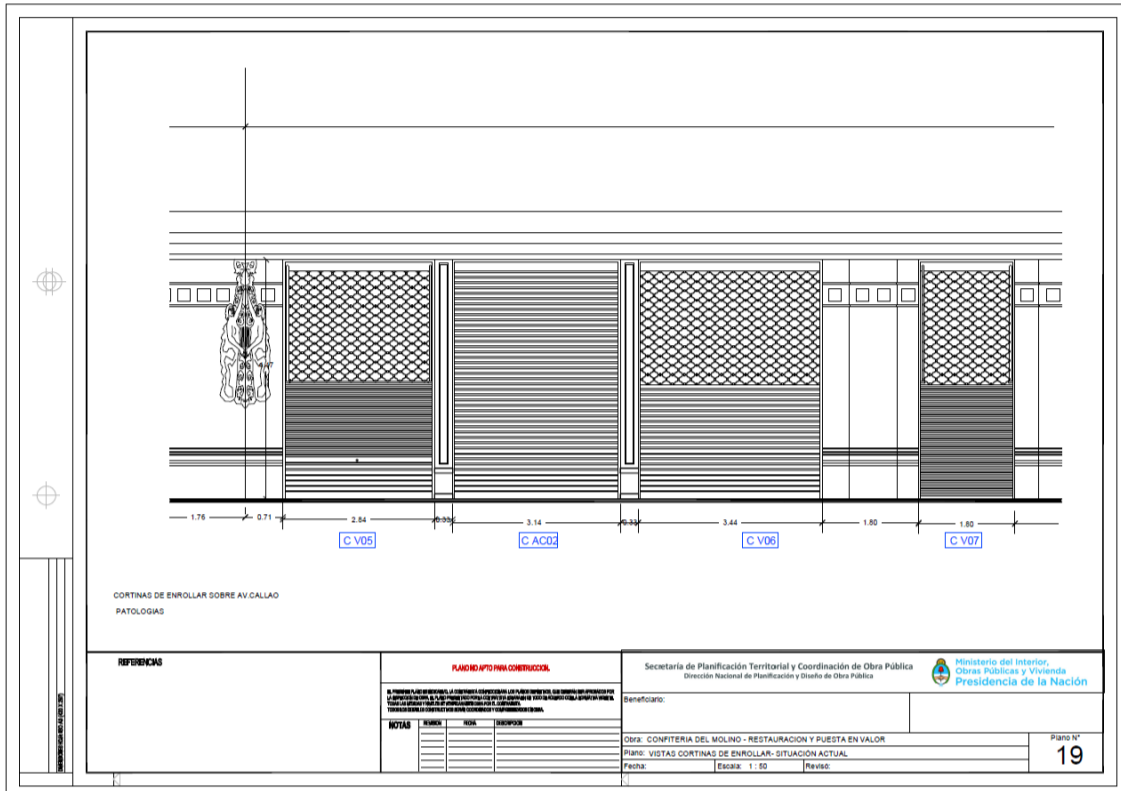 1.76
0.71
2.84
0.33
3.14
0.33
3.44
1.80
1.80
C V05
C AC02
C V06
C V07
CORTINAS DE ENROLLAR SOBRE AV.CALLAO
PATOLOGIAS
REFERENCIAS
PLANO NO APTO PARA CONSTRUCCION.
NOTAS
REVISION
FECHA
DESCRIPCION
Secretaría de Planificación Territorial y Coordinación de Obra Pública
Dirección Nacional de Planificación y Diseño de Obra Pública
Ministerio del Interior,
Obras Públicas y Vivienda
Presidencia de la Nación
Beneficiario:
Obra: CONFITERIA DEL MOLINO - RESTAURACION Y PUESTA EN VALOR
Plano: VISTAS CORTINAS DE ENROLLAR- SITUACIÓN ACTUAL
Fecha:
Escala: 1 : 50
Revisó:
Plano N°
19